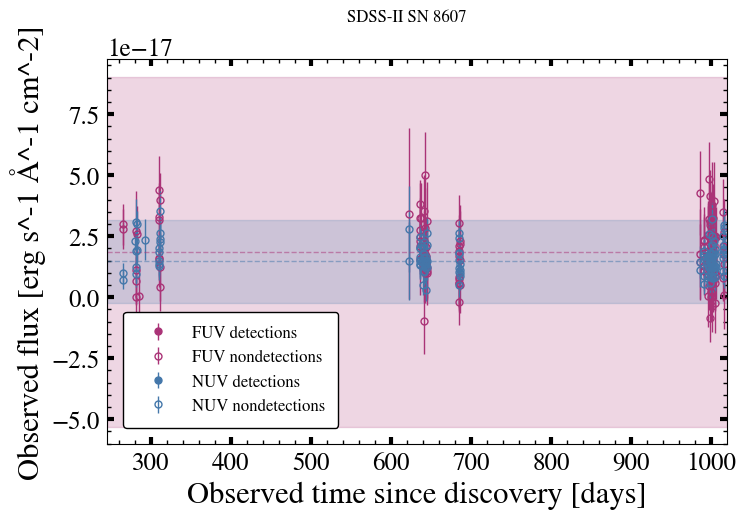 SDSS-II SN 8607
1e−17
Observed flux [erg s^-1 Å^-1 cm^-2]
7.5
5.0
2.5
0.0
−2.5
−5.0
FUV detections
FUV nondetections
NUV detections
NUV nondetections
300 400 500 600 700 800 900 1000
Observed time since discovery [days]